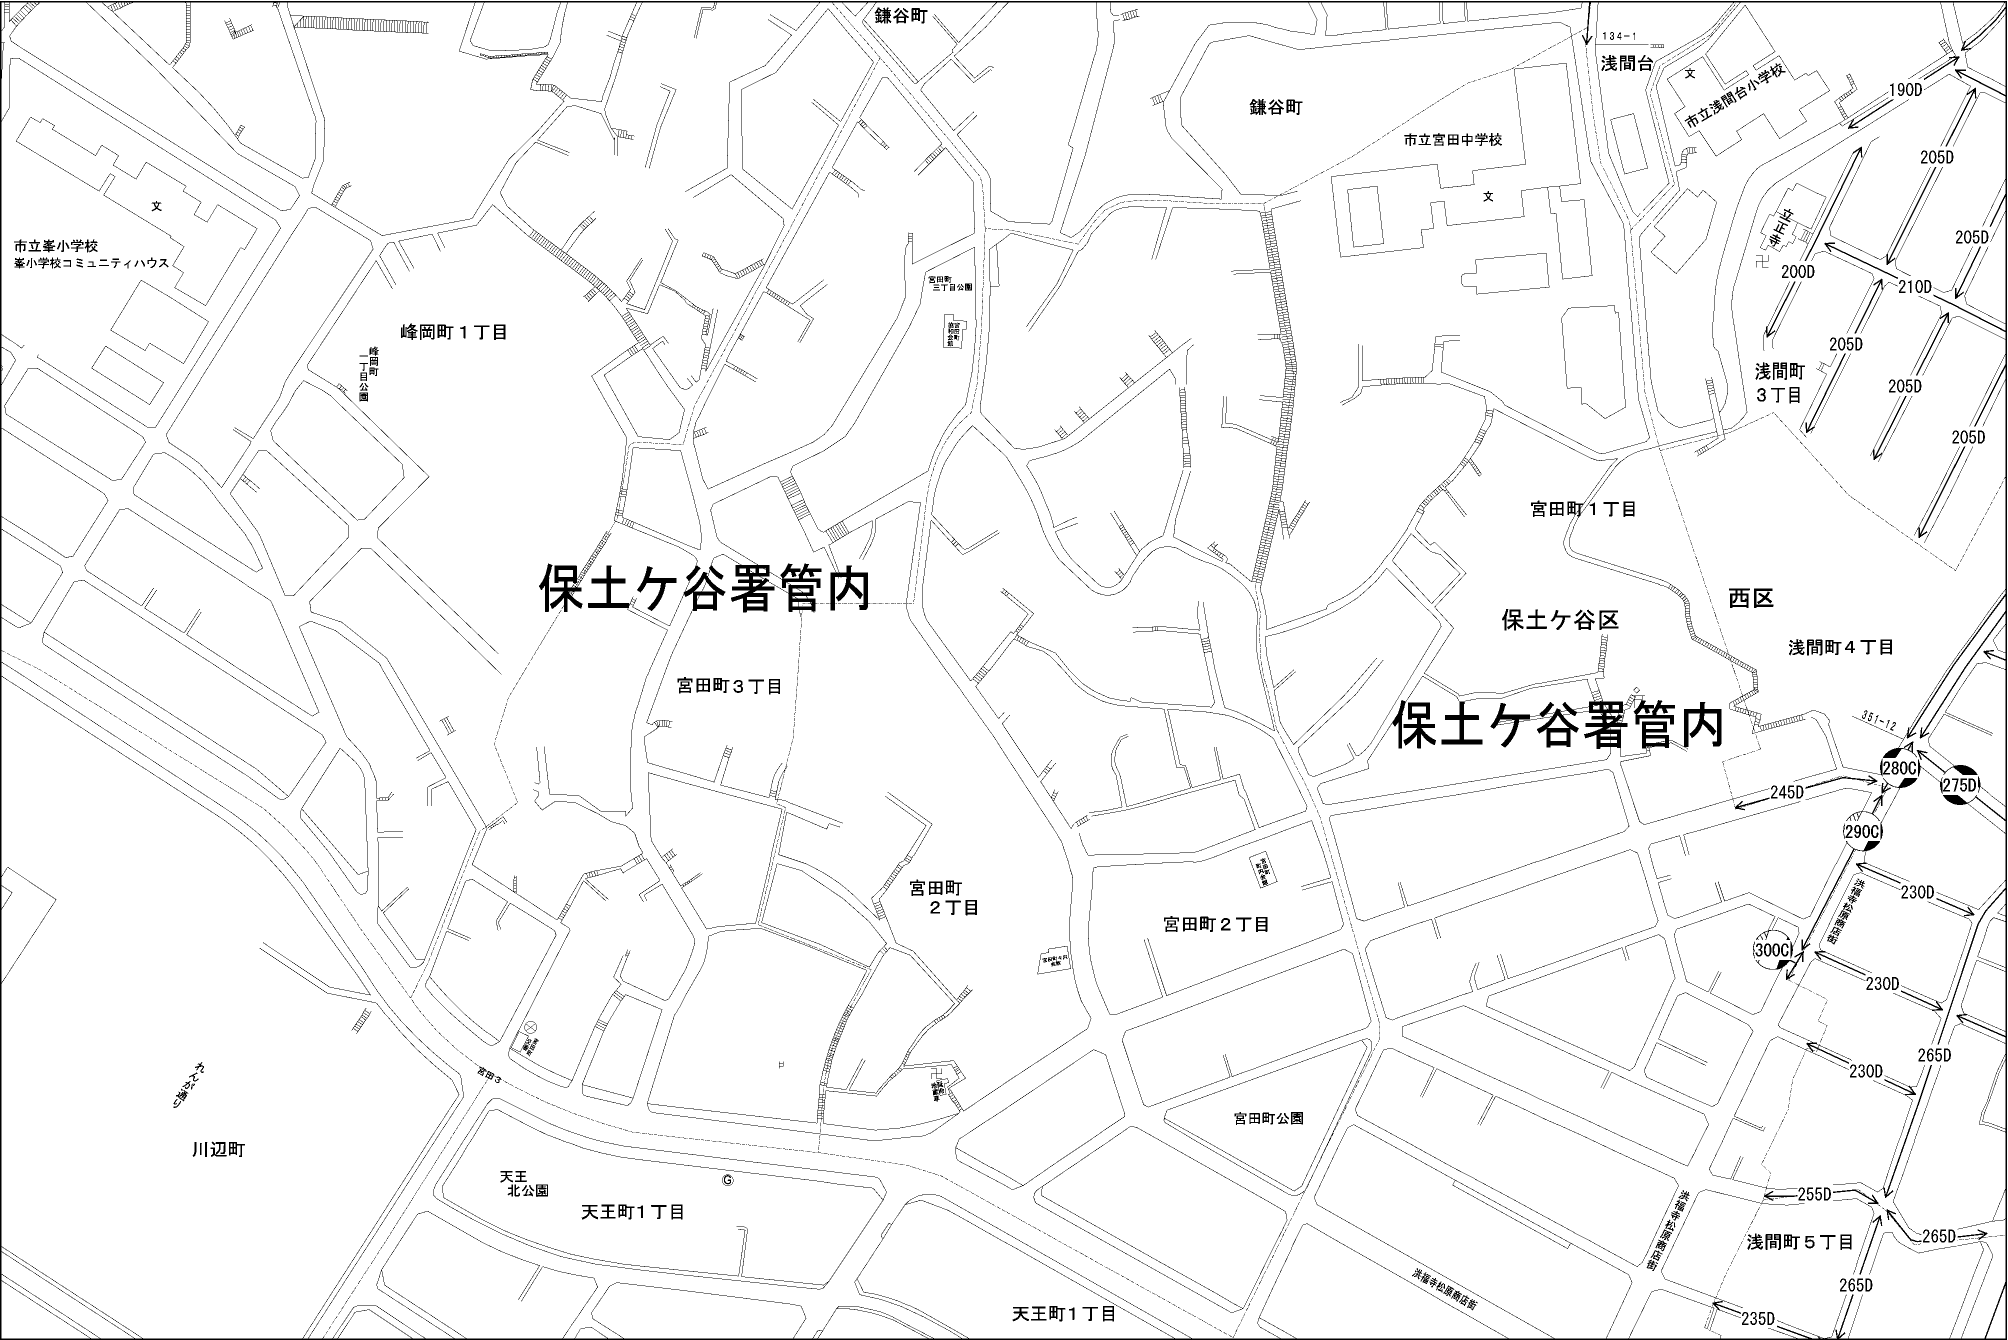 鎌谷町
134-1
浅間台
文
市立浅間台小学校
190D
鎌谷町
市立宮田中学校
文
205D
文
立正寺
205D
市立峯小学校
峯小学校コミュニティハウス
200D
210D
宮田町
三丁目公園
峰岡町1丁目
峰岡町
一丁目公園
205D
浅間町
3丁目
205D
205D
宮田町1丁目
保土ケ谷署管内
西区
保土ケ谷区
浅間町4丁目
宮田町3丁目
保土ケ谷署管内
351-12
280C
275D
245D
290C
宮田町
2丁目
230D
洪福寺松原商店街
宮田町2丁目
300C
230D
265D
230D
宮田3
れんが通り
宮田町公園
川辺町
天王
北公園
G
天王町1丁目
255D
洪福寺松原商店街
265D
浅間町5丁目
265D
洪福寺松原商店街
天王町1丁目
235D